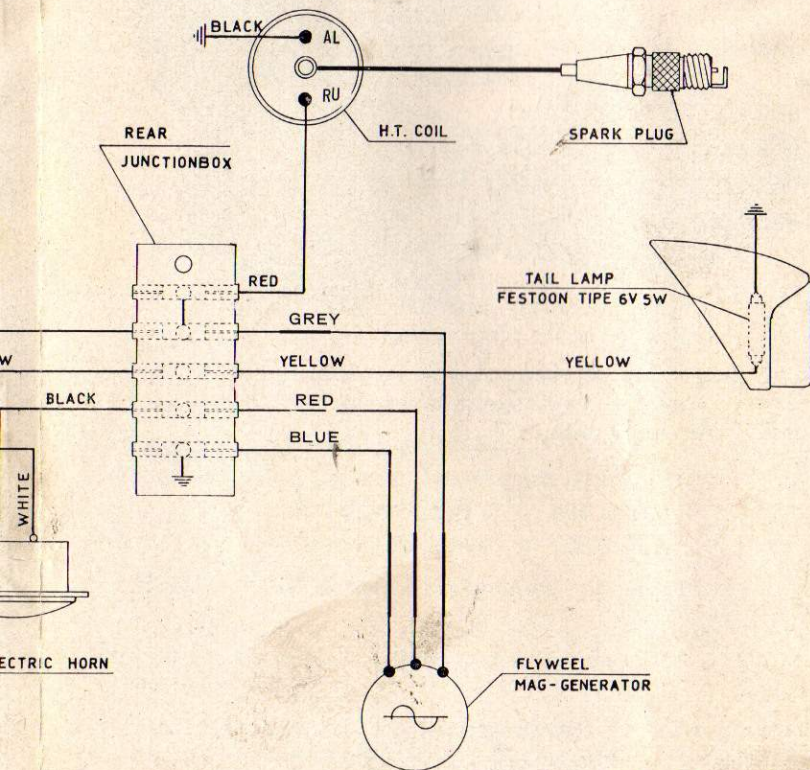 BLACK
AL
RU
H.T. COIL
SPARK PLUG
REAR
JUNCTIONBOX
RED
TAIL LAMP
FESTOON TIPE 6V 5W
GREY
W
YELLOW
YELLOW
BLACK
RED
BLUE
WHITE
ECTRIC HORN
FLYWEEL
MAG-GENERATOR